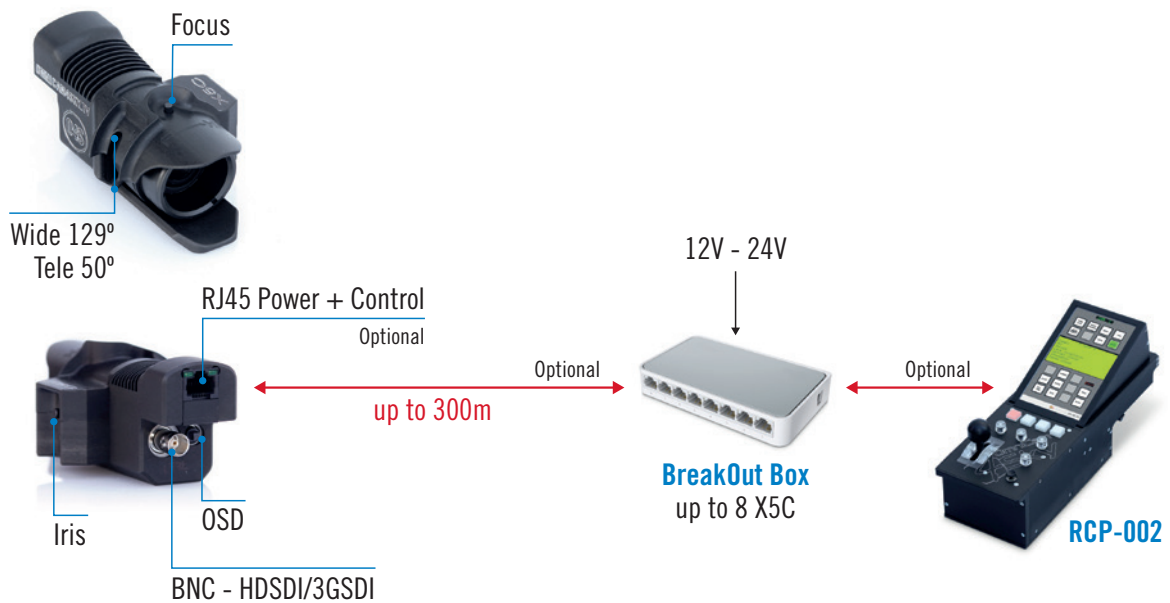 Focus
X5C
Wide 129º
Tele 50º
12V - 24V
RJ45 Power + Control
Optional
Optional
up to 300m
Optional
BreakOut Box
up to 8 X5C
RCP-002
Iris
OSD
BNC - HDSDI/3GSDI